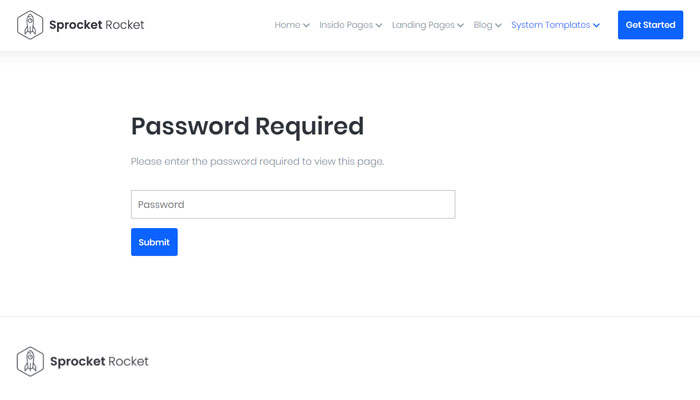 Sprocket Rocket
Home Inside Pages Landing Pages Blog System Templates Get Started
Password Required
Please enter the password required to view this page.
Password
Submit
Sprocket Rocket